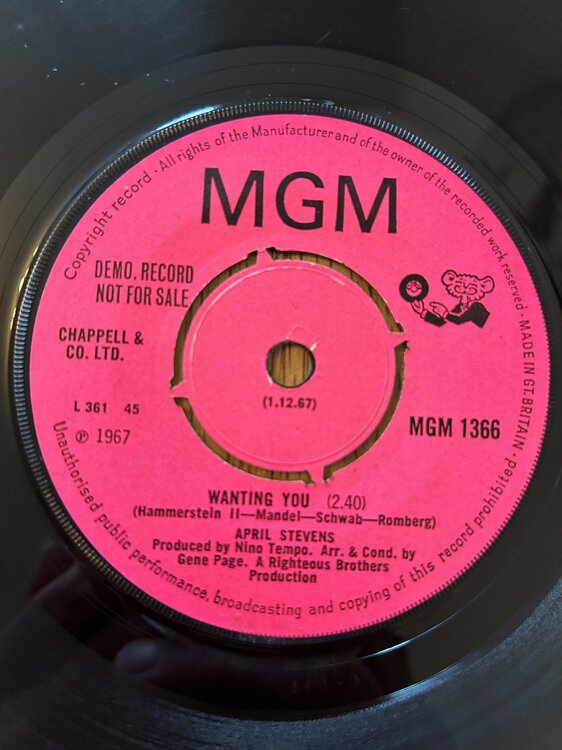 Copyright record · All rights of the Manufacturer and of the owner of the recorded work reserved · MADE IN GT. BRITAIN ·
Unauthorised public performance, broadcasting and copying of this record prohibited ·
MGM
DEMO. RECORD
NOT FOR SALE
CHAPPELL &
CO. LTD.
L 361 45
℗ 1967
(1.12.67)
MGM 1366
WANTING YOU (2.40)
(Hammerstein II—Mandel—Schwab—Romberg)
APRIL STEVENS
Produced by Nino Tempo. Arr. & Cond. by
Gene Page. A Righteous Brothers
Production